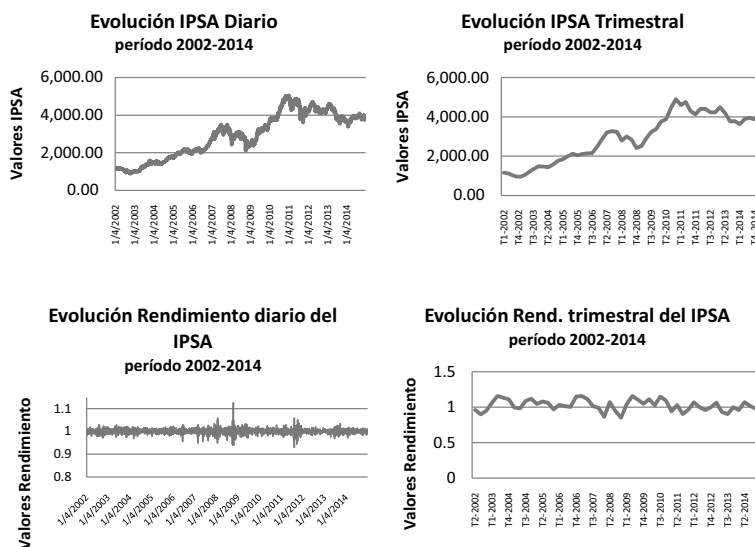 Evolución IPSA Diario
período 2002-2014
Valores IPSA
6,000.00
4,000.00
2,000.00
0.00
1/4/2002
1/4/2003
1/4/2004
1/4/2005
1/4/2006
1/4/2007
1/4/2008
1/4/2009
1/4/2010
1/4/2011
1/4/2012
1/4/2013
1/4/2014
Evolución IPSA Trimestral
período 2002-2014
Valores IPSA
6,000.00
4,000.00
2,000.00
0.00
T1-2002
T4-2002
T3-2003
T2-2004
T1-2005
T4-2005
T3-2006
T2-2007
T1-2008
T4-2008
T3-2009
T2-2010
T1-2011
T4-2011
T3-2012
T2-2013
T1-2014
T4-2014
Evolución Rendimiento diario del
IPSA
período 2002-2014
Valores Rendimiento
1.1
1
0.9
0.8
1/4/2002
1/4/2003
1/4/2004
1/4/2005
1/4/2006
1/4/2007
1/4/2008
1/4/2009
1/4/2010
1/4/2011
1/4/2012
1/4/2013
1/4/2014
Evolución Rend. trimestral del IPSA
período 2002-2014
Valores Rendimiento
1.5
1
0.5
0
T2-2002
T1-2003
T4-2003
T3-2004
T2-2005
T1-2006
T4-2006
T3-2007
T2-2008
T1-2009
T4-2009
T3-2010
T2-2011
T1-2012
T4-2012
T3-2013
T2-2014